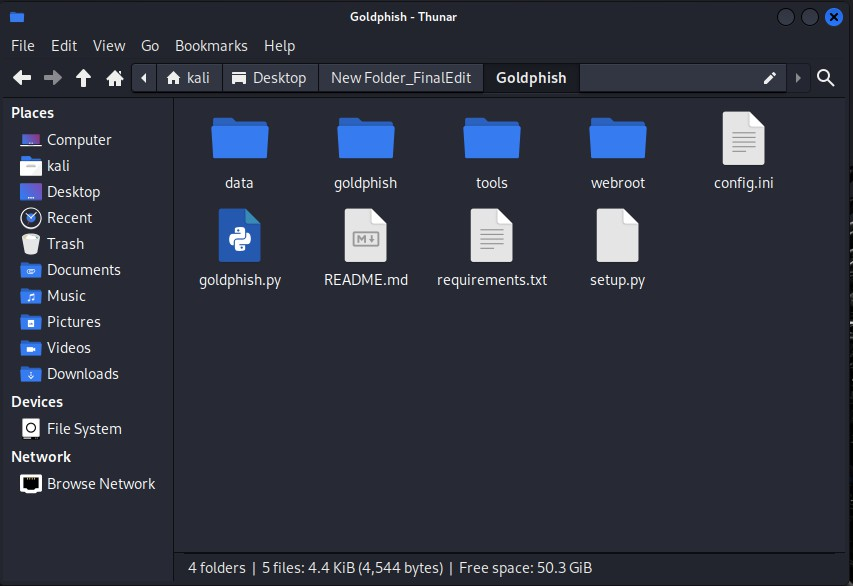 Goldphish - Thunar
File Edit View Go Bookmarks Help
kali Desktop New Folder_FinalEdit Goldphish
Places
Computer
kali
Desktop
Recent
Trash
Documents
Music
Pictures
Videos
Downloads
Devices
File System
Network
Browse Network
data goldphish tools webroot config.ini
M
goldphish.py README.md requirements.txt setup.py
4 folders | 5 files: 4.4 KiB (4,544 bytes) | Free space: 50.3 GiB